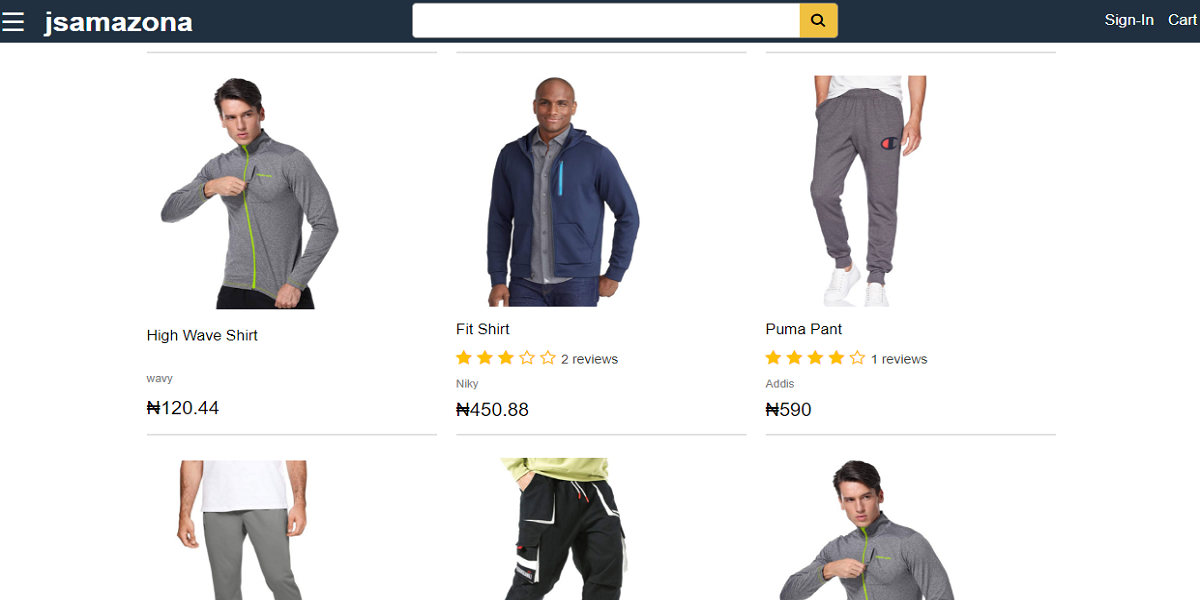 jsamazona
Sign-In Cart
High Wave Shirt
wavy
₦120.44
Fit Shirt
2 reviews
Niky
₦450.88
Puma Pant
1 reviews
Addis
₦590